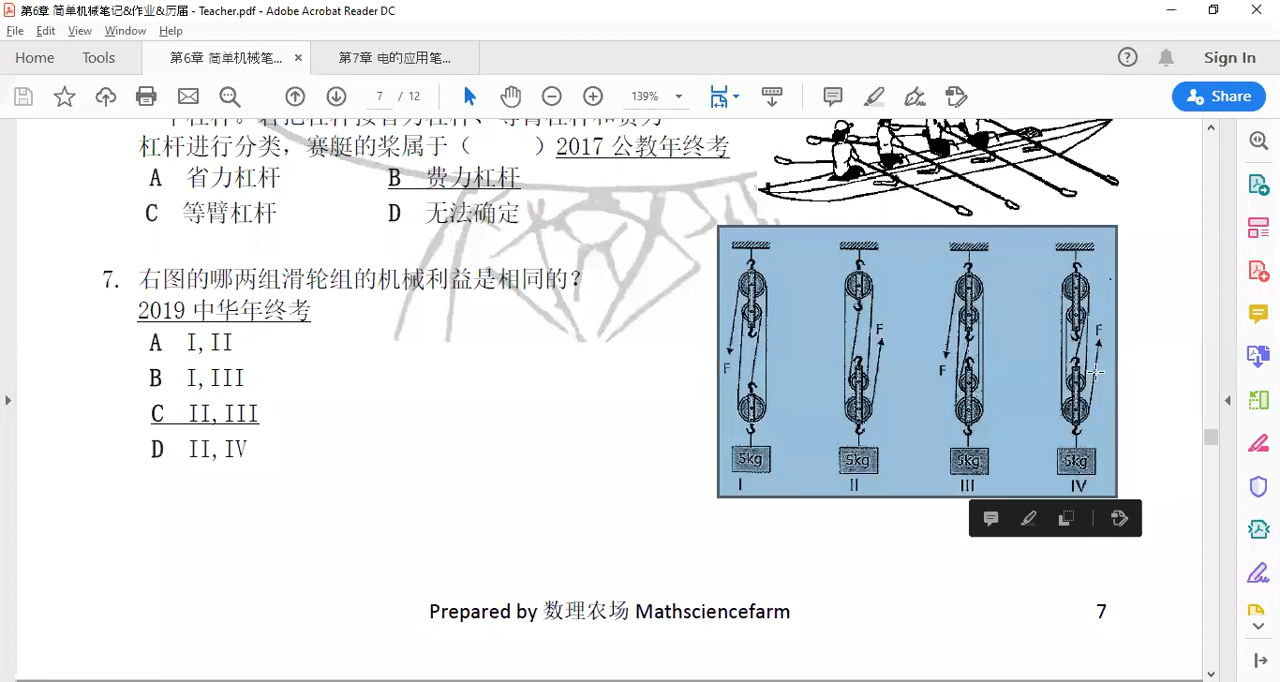 第6章 简单机械笔记&作业&历届 - Teacher.pdf - Adobe Acrobat Reader DC
File Edit View Window Help
Home Tools 第6章 简单机械笔... × 第7章 电的应用笔... Sign In
7 / 12 139% Share
杠杆进行分类，赛艇的桨属于（ ）2017 公教年终考
A 省力杠杆 B 费力杠杆
C 等臂杠杆 D 无法确定
7. 右图的哪两组滑轮组的机械利益是相同的？
2019 中华年终考
A I,II
B I,III
C II,III
D II,IV
F F F F
5kg 5kg 5kg 5kg
I II III IV
Prepared by 数理农场 Mathsciencefarm 7